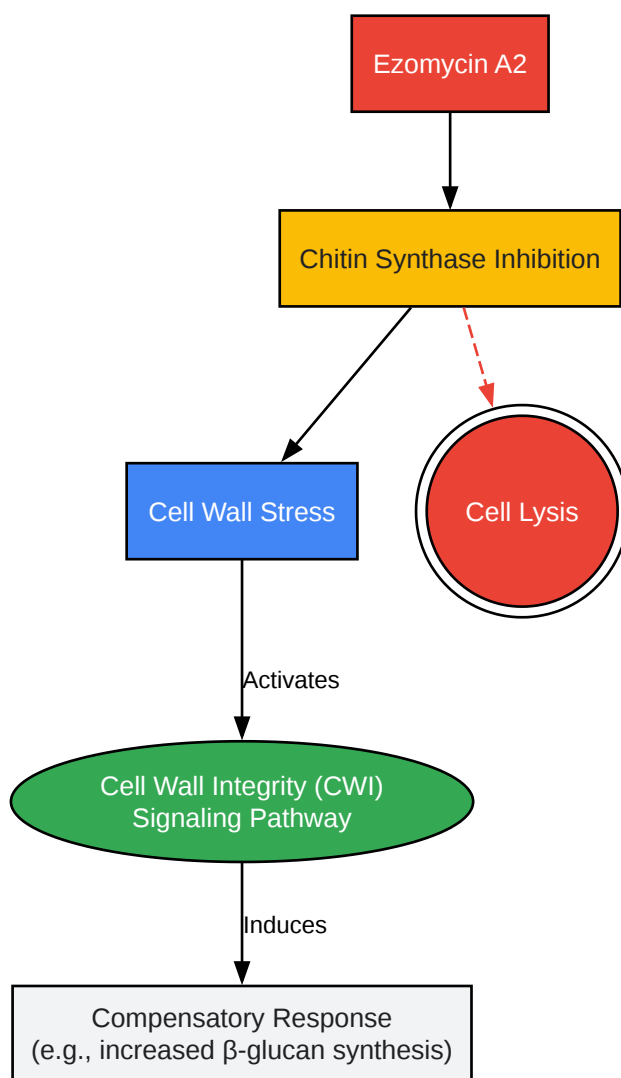 Ezomycin A2
Chitin Synthase Inhibition
Cell Wall Stress
Cell Lysis
Activates
Cell Wall Integrity (CWI)
Signaling Pathway
Induces
Compensatory Response
(e.g., increased β-glucan synthesis)